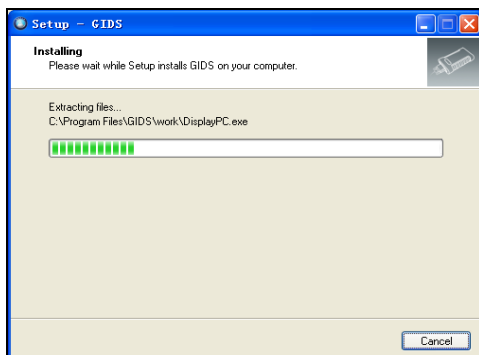 Setup - GIDS
Installing
Please wait while Setup installs GIDS on your computer.
Extracting files...
C:\Program Files\GIDS\work\DisplayPC.exe
Cancel